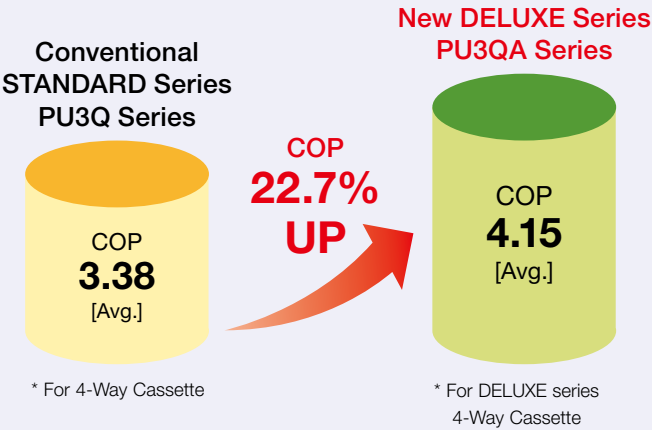 Conventional
STANDARD Series
PU3Q Series
COP
3.38
[Avg.]
* For 4-Way Cassette
COP
22.7%
UP
New DELUXE Series
PU3QA Series
COP
4.15
[Avg.]
* For DELUXE series
4-Way Cassette